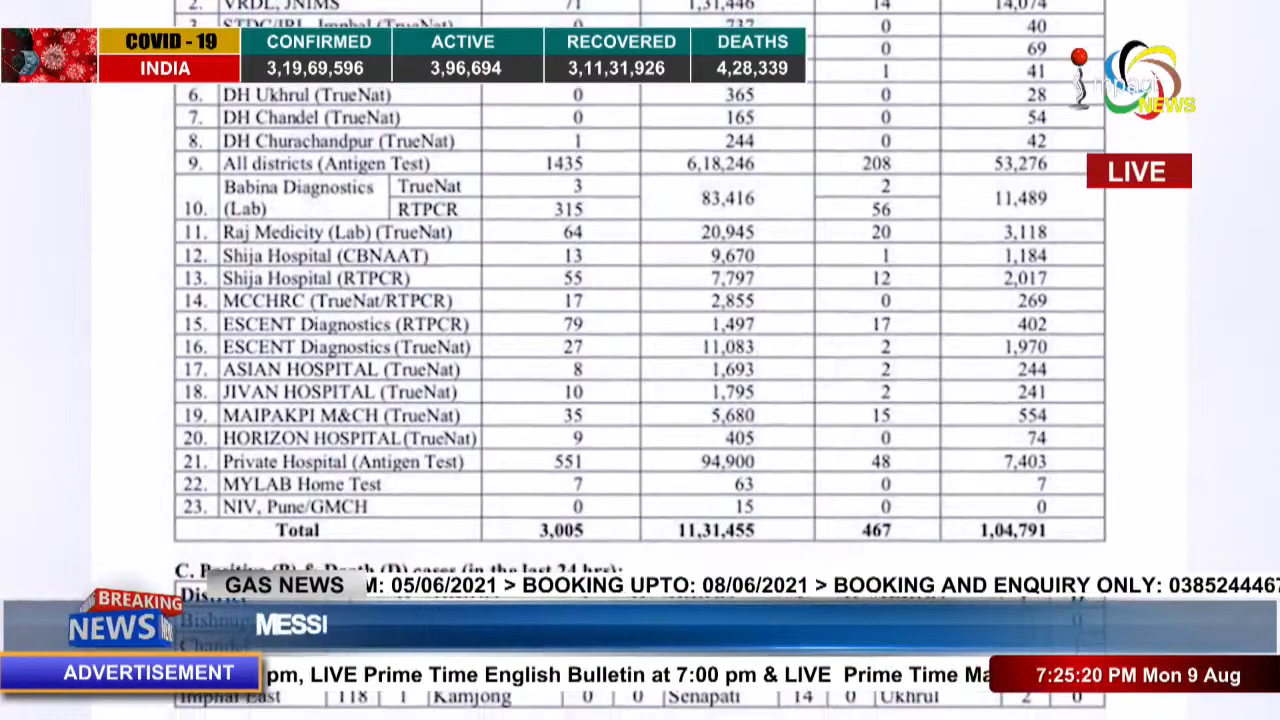 2. VRDL, JNIMS 71 1,31,446 14 14,074
737 0 40
COVID - 19 CONFIRMED ACTIVE RECOVERED DEATHS
INDIA 3,19,69,596 3,96,694 3,11,31,926 4,28,339
0 69
1 41
impact NEWS
LIVE
6. DH Ukhrul (TrueNat) 0 365 0 28
7. DH Chandel (TrueNat) 0 165 0 54
8. DH Churachandpur (TrueNat) 1 244 0 42
9. All districts (Antigen Test) 1435 6,18,246 208 53,276
10. Babina Diagnostics (Lab) TrueNat 3 83,416 2 11,489
RTPCR 315 56
11. Raj Medicity (Lab) (TrueNat) 64 20,945 20 3,118
12. Shija Hospital (CBNAAT) 13 9,670 1 1,184
13. Shija Hospital (RTPCR) 55 7,797 12 2,017
14. MCCHRC (TrueNat/RTPCR) 17 2,855 0 269
15. ESCENT Diagnostics (RTPCR) 79 1,497 17 402
16. ESCENT Diagnostics (TrueNat) 27 11,083 2 1,970
17. ASIAN HOSPITAL (TrueNat) 8 1,693 2 244
18. JIVAN HOSPITAL (TrueNat) 10 1,795 2 241
19. MAIPAKPI M&CH (TrueNat) 35 5,680 15 554
20. HORIZON HOSPITAL (TrueNat) 9 405 0 74
21. Private Hospital (Antigen Test) 551 94,900 48 7,403
22. MYLAB Home Test 7 63 0 7
23. NIV, Pune/GMCH 0 15 0 0
Total 3,005 11,31,455 467 1,04,791
C. Positive (P) & Death (D) cases (in the last 24 hrs):
GAS NEWS M: 05/06/2021 > BOOKING UPTO: 08/06/2021 > BOOKING AND ENQUIRY ONLY: 0385244467
BREAKING NEWS
MESSI
ADVERTISEMENT pm, LIVE Prime Time English Bulletin at 7:00 pm & LIVE Prime Time Ma
7:25:20 PM Mon 9 Aug
Imphal East 118 1 Kamjong 0 0 Senapati 14 0 Ukhrul 2 0